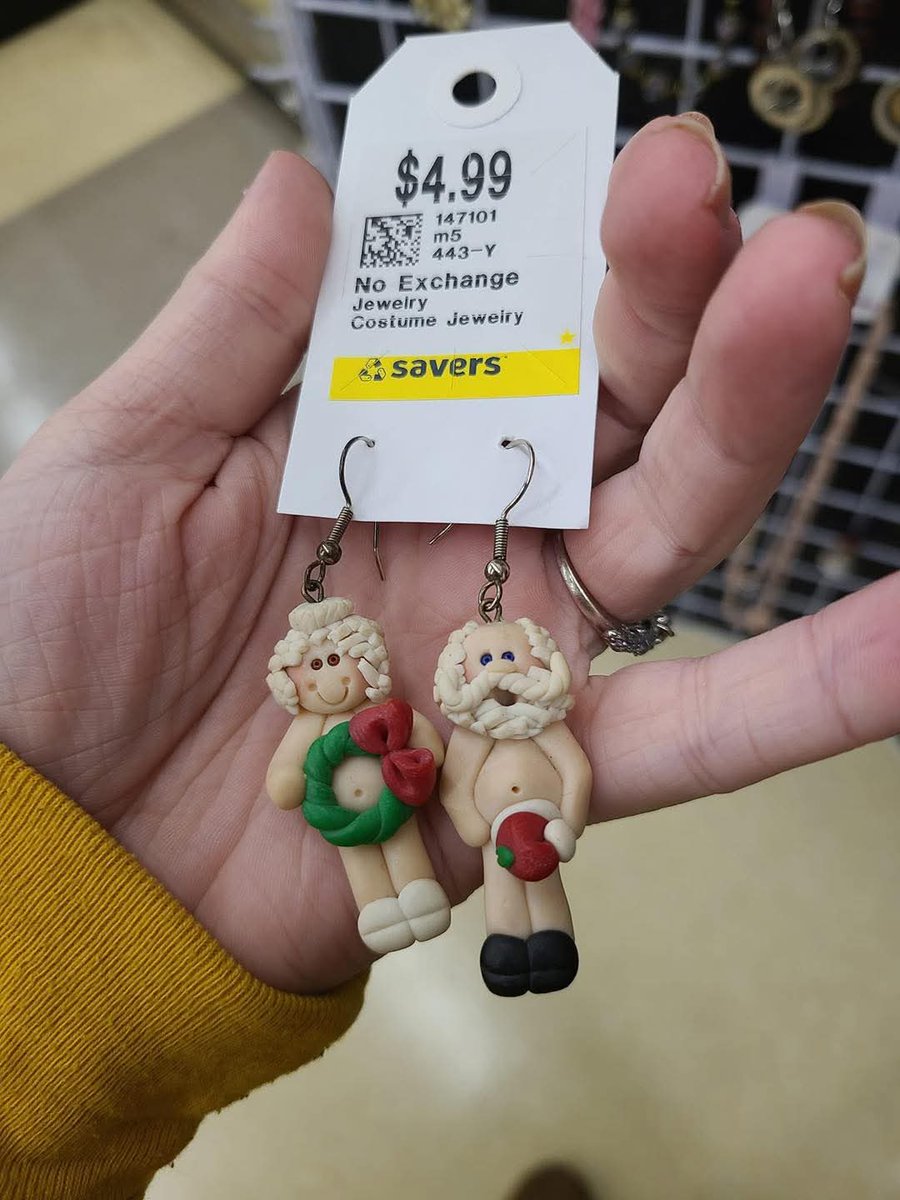 $4.99
147101
m5
443-Y
No Exchange
Jewelry
Costume Jewelry
savers